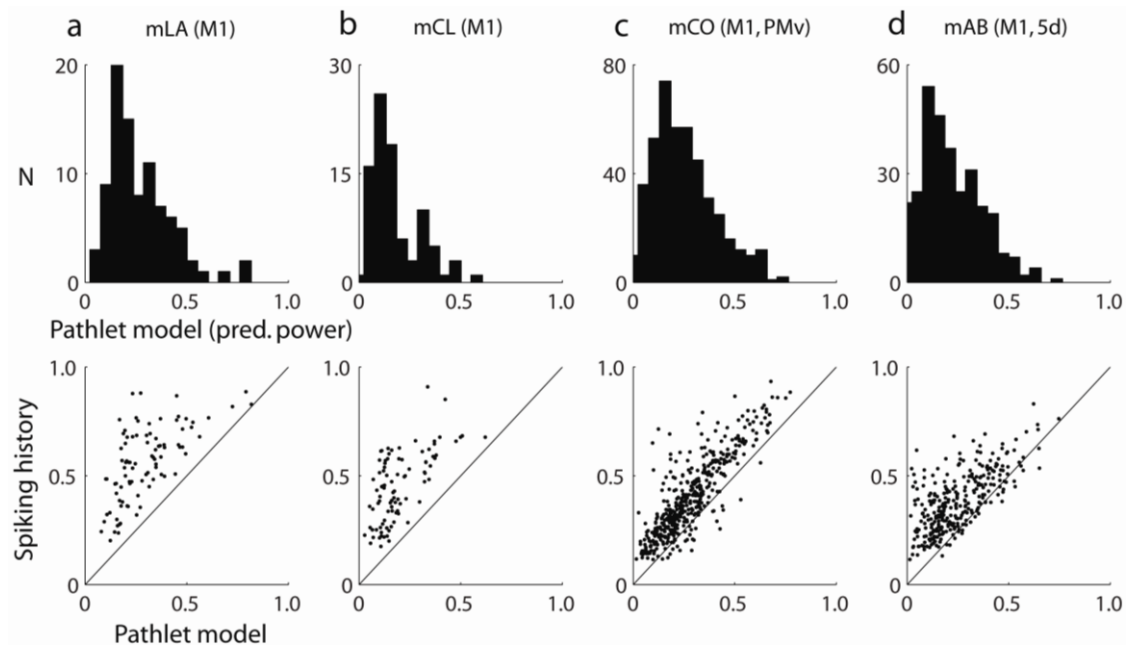 a mLA (M1) b mCL (M1) c mCO (M1, PMv) d mAB (M1, 5d)
20 30 80 60
N 10 15 40 30
0 0 0 0
0 0.5 1.0 0 0.5 1.0 0 0.5 1.0 0 0.5 1.0
Pathlet model (pred. power)
1.0 1.0 1.0 1.0
Spiking history
0.5 0.5 0.5 0.5
0 0 0 0
0 0.5 1.0 0 0.5 1.0 0 0.5 1.0 0 0.5 1.0
Pathlet model